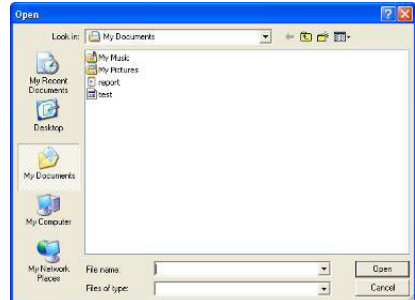 Open
Look in: My Documents
My Recent
Documents
Desktop
My Documents
My Computer
My Network
Places
My Music
My Pictures
report
test
File name: Open
Files of type: Cancel